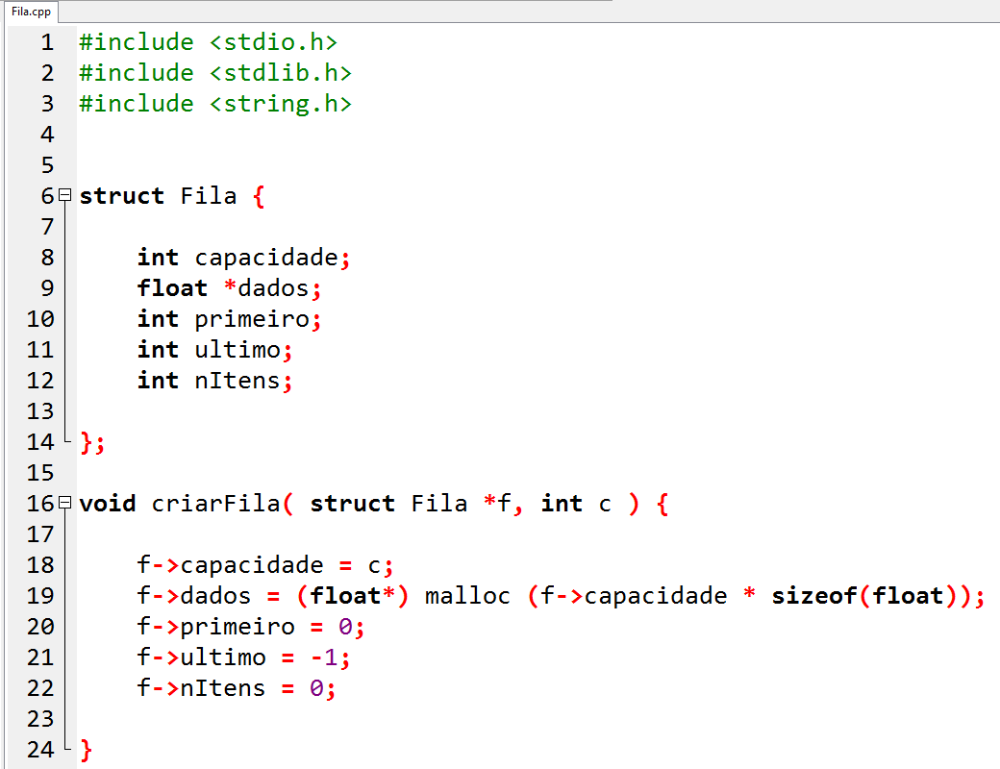 Fila.cpp
1 #include <stdio.h>
2 #include <stdlib.h>
3 #include <string.h>
4
5
6 struct Fila {
7
8     int capacidade;
9     float *dados;
10     int primeiro;
11     int ultimo;
12     int nItens;
13
14 };
15
16 void criarFila( struct Fila *f, int c ) {
17
18     f->capacidade = c;
19     f->dados = (float*) malloc (f->capacidade * sizeof(float));
20     f->primeiro = 0;
21     f->ultimo = -1;
22     f->nItens = 0;
23
24 }